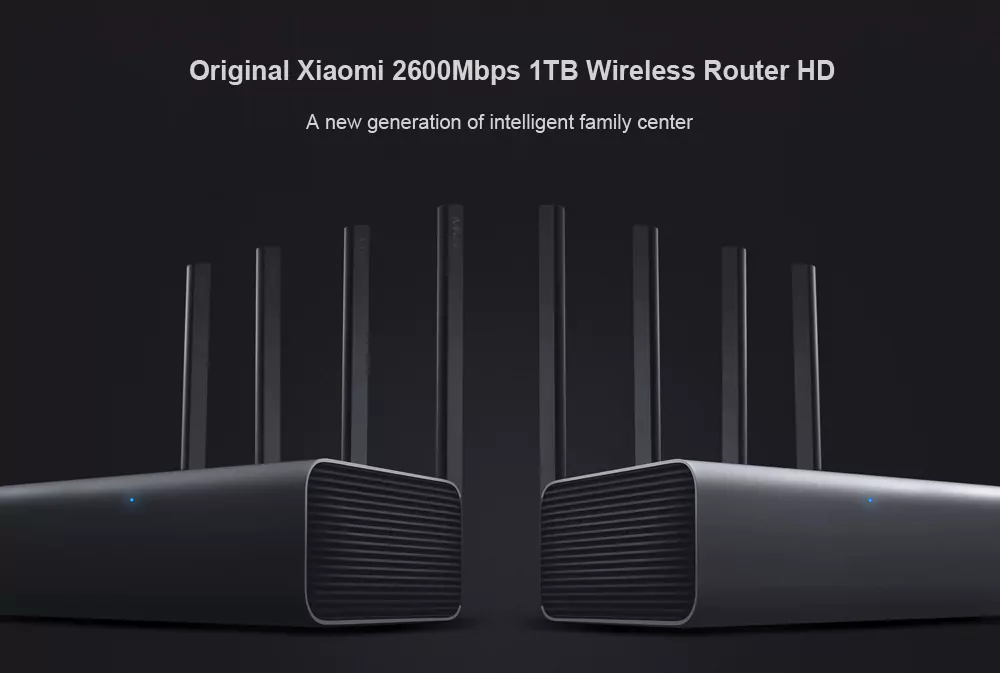 Original Xiaomi 2600Mbps 1TB Wireless Router HD
A new generation of intelligent family center